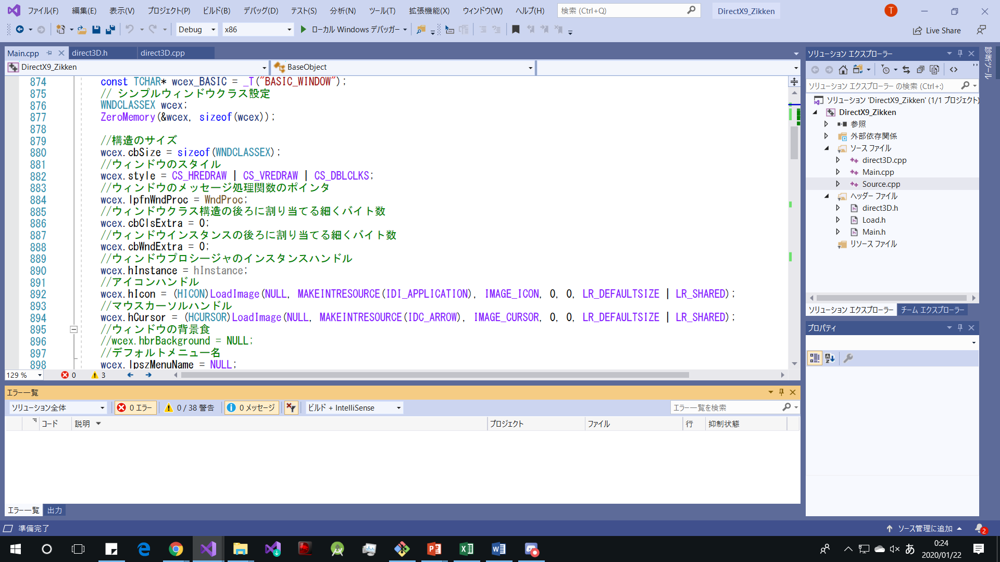 ファイル(F) 編集(E) 表示(V) プロジェクト(P) ビルド(B) デバッグ(D) テスト(S) 分析(N) ツール(T) 拡張機能(X) ウィンドウ(W) ヘルプ(H) 検索 (Ctrl+Q) DirectX9_Zikken T
Debug x86 ローカル Windows デバッガー Live Share
Main.cpp direct3D.h direct3D.cpp
DirectX9_Zikken BaseObject
874 const TCHAR* wcex_BASIC = _T("BASIC_WINDOW");
875 // シンプルウィンドウクラス設定
876 WNDCLASSEX wcex;
877 ZeroMemory(&wcex, sizeof(wcex));
878
879 //構造のサイズ
880 wcex.cbSize = sizeof(WNDCLASSEX);
881 //ウィンドウのスタイル
882 wcex.style = CS_HREDRAW | CS_VREDRAW | CS_DBLCLKS;
883 //ウィンドウのメッセージ処理関数のポインタ
884 wcex.lpfnWndProc = WndProc;
885 //ウィンドウクラス構造の後ろに割り当てる細くバイト数
886 wcex.cbClsExtra = 0;
887 //ウィンドウインスタンスの後ろに割り当てる細くバイト数
888 wcex.cbWndExtra = 0;
889 //ウィンドウプロシージャのインスタンスハンドル
890 wcex.hInstance = hInstance;
891 //アイコンハンドル
892 wcex.hIcon = (HICON)LoadImage(NULL, MAKEINTRESOURCE(IDI_APPLICATION), IMAGE_ICON, 0, 0, LR_DEFAULTSIZE | LR_SHARED);
893 //マウスカーソルハンドル
894 wcex.hCursor = (HCURSOR)LoadImage(NULL, MAKEINTRESOURCE(IDC_ARROW), IMAGE_CURSOR, 0, 0, LR_DEFAULTSIZE | LR_SHARED);
895 //ウィンドウの背景食
896 //wcex.hbrBackground = NULL;
897 //デフォルトメニュー名
898 wcex.lpszMenuName = NULL;
129 % 0 3
エラー一覧
ソリューション全体 0 エラー 0 / 38 警告 0 メッセージ ビルド + IntelliSense エラー一覧を検索
コード 説明 プロジェクト ファイル 行 抑制状態
エラー一覧 出力
ソリューション エクスプローラー
ソリューション エクスプローラー の検索 (Ctrl+:)
ソリューション 'DirectX9_Zikken' (1/1 プロジェクト)
DirectX9_Zikken
参照
外部依存関係
ソース ファイル
direct3D.cpp
Main.cpp
Source.cpp
ヘッダー ファイル
direct3D.h
Load.h
Main.h
リソース ファイル
ソリューション エクスプローラー チーム エクスプローラー
プロパティ
診断ツール
準備完了 ソース管理に追加 2
あ 0:24
2020/01/22